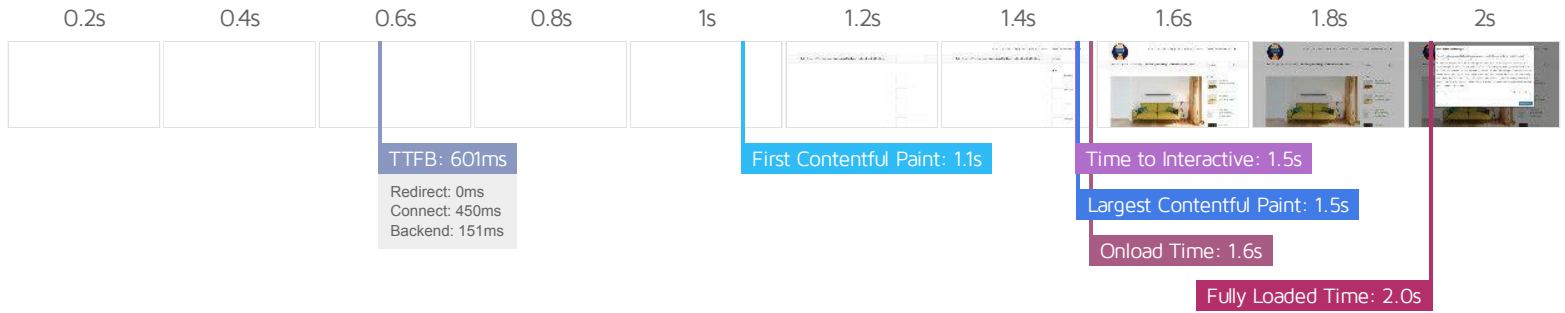 0.2s
0.4s
0.6s
0.8s
1s
1.2s
1.4s
1.6s
1.8s
2s
TTFB: 601ms
Redirect: 0ms
Connect: 450ms
Backend: 151ms
First Contentful Paint: 1.1s
Time to Interactive: 1.5s
Largest Contentful Paint: 1.5s
Onload Time: 1.6s
Fully Loaded Time: 2.0s